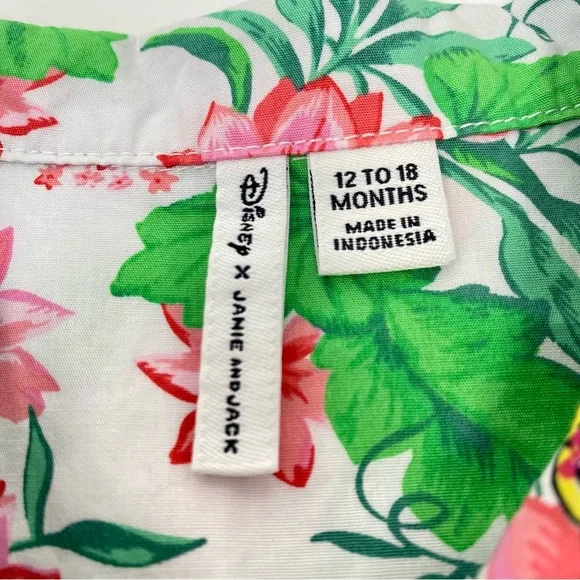 Disney x JANIE AND JACK
12 TO 18
MONTHS
MADE IN
INDONESIA